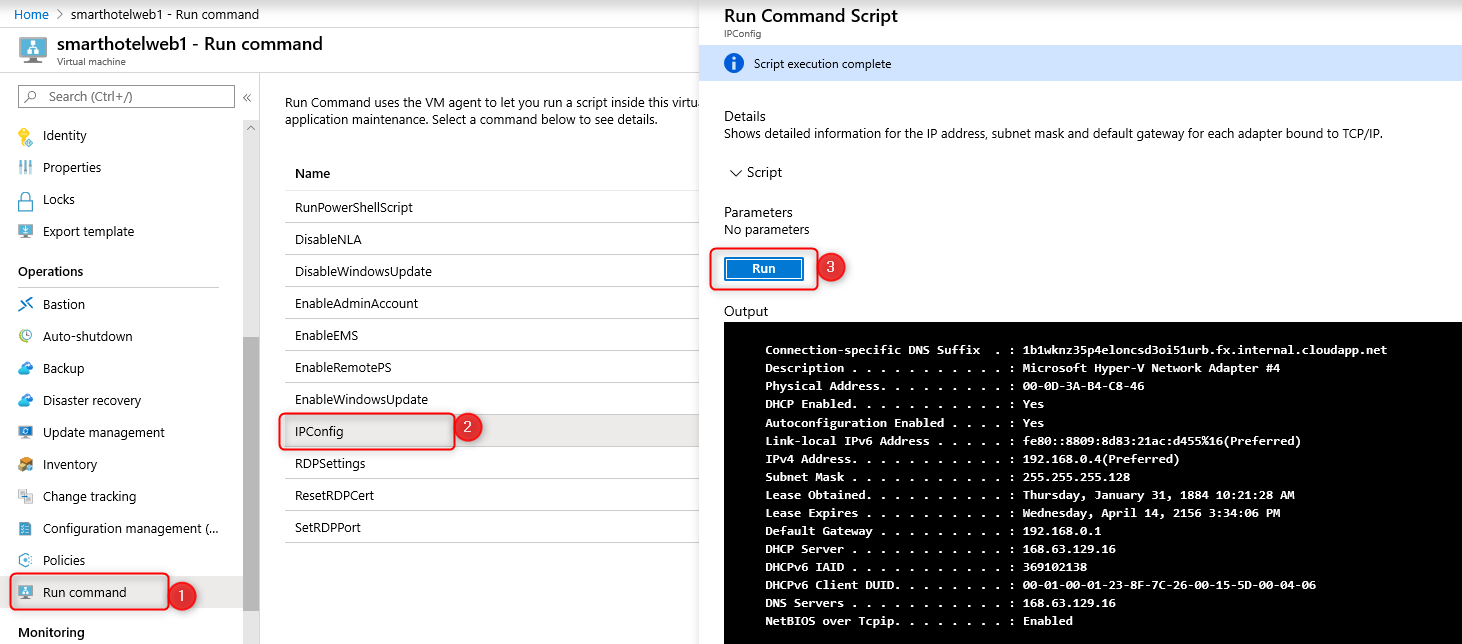 Home > smarthotelweb1 - Run command
smarthotelweb1 - Run command
Virtual machine
Search (Ctrl+/)
«
Identity
Properties
Locks
Export template
Operations
Bastion
Auto-shutdown
Backup
Disaster recovery
Update management
Inventory
Change tracking
Configuration management (...
Policies
Run command
1
Monitoring
Run Command uses the VM agent to let you run a script inside this virtu
application maintenance. Select a command below to see details.
Name
RunPowerShellScript
DisableNLA
DisableWindowsUpdate
EnableAdminAccount
EnableEMS
EnableRemotePS
EnableWindowsUpdate
IPConfig
2
RDPSettings
ResetRDPCert
SetRDPPort
Run Command Script
IPConfig
Script execution complete
Details
Shows detailed information for the IP address, subnet mask and default gateway for each adapter bound to TCP/IP.
Script
Parameters
No parameters
Run
3
Output
Connection-specific DNS Suffix  . : 1b1wknz35p4eloncsd3oi51urb.fx.internal.cloudapp.net
Description . . . . . . . . . . . : Microsoft Hyper-V Network Adapter #4
Physical Address. . . . . . . . . : 00-0D-3A-B4-C8-46
DHCP Enabled. . . . . . . . . . . : Yes
Autoconfiguration Enabled . . . . : Yes
Link-local IPv6 Address . . . . . : fe80::8809:8d83:21ac:d455%16(Preferred)
IPv4 Address. . . . . . . . . . . : 192.168.0.4(Preferred)
Subnet Mask . . . . . . . . . . . : 255.255.255.128
Lease Obtained. . . . . . . . . . : Thursday, January 31, 1884 10:21:28 AM
Lease Expires . . . . . . . . . . : Wednesday, April 14, 2156 3:34:06 PM
Default Gateway . . . . . . . . . : 192.168.0.1
DHCP Server . . . . . . . . . . . : 168.63.129.16
DHCPv6 IAID . . . . . . . . . . . : 369102138
DHCPv6 Client DUID. . . . . . . . : 00-01-00-01-23-8F-7C-26-00-15-5D-00-04-06
DNS Servers . . . . . . . . . . . : 168.63.129.16
NetBIOS over Tcpip. . . . . . . . : Enabled